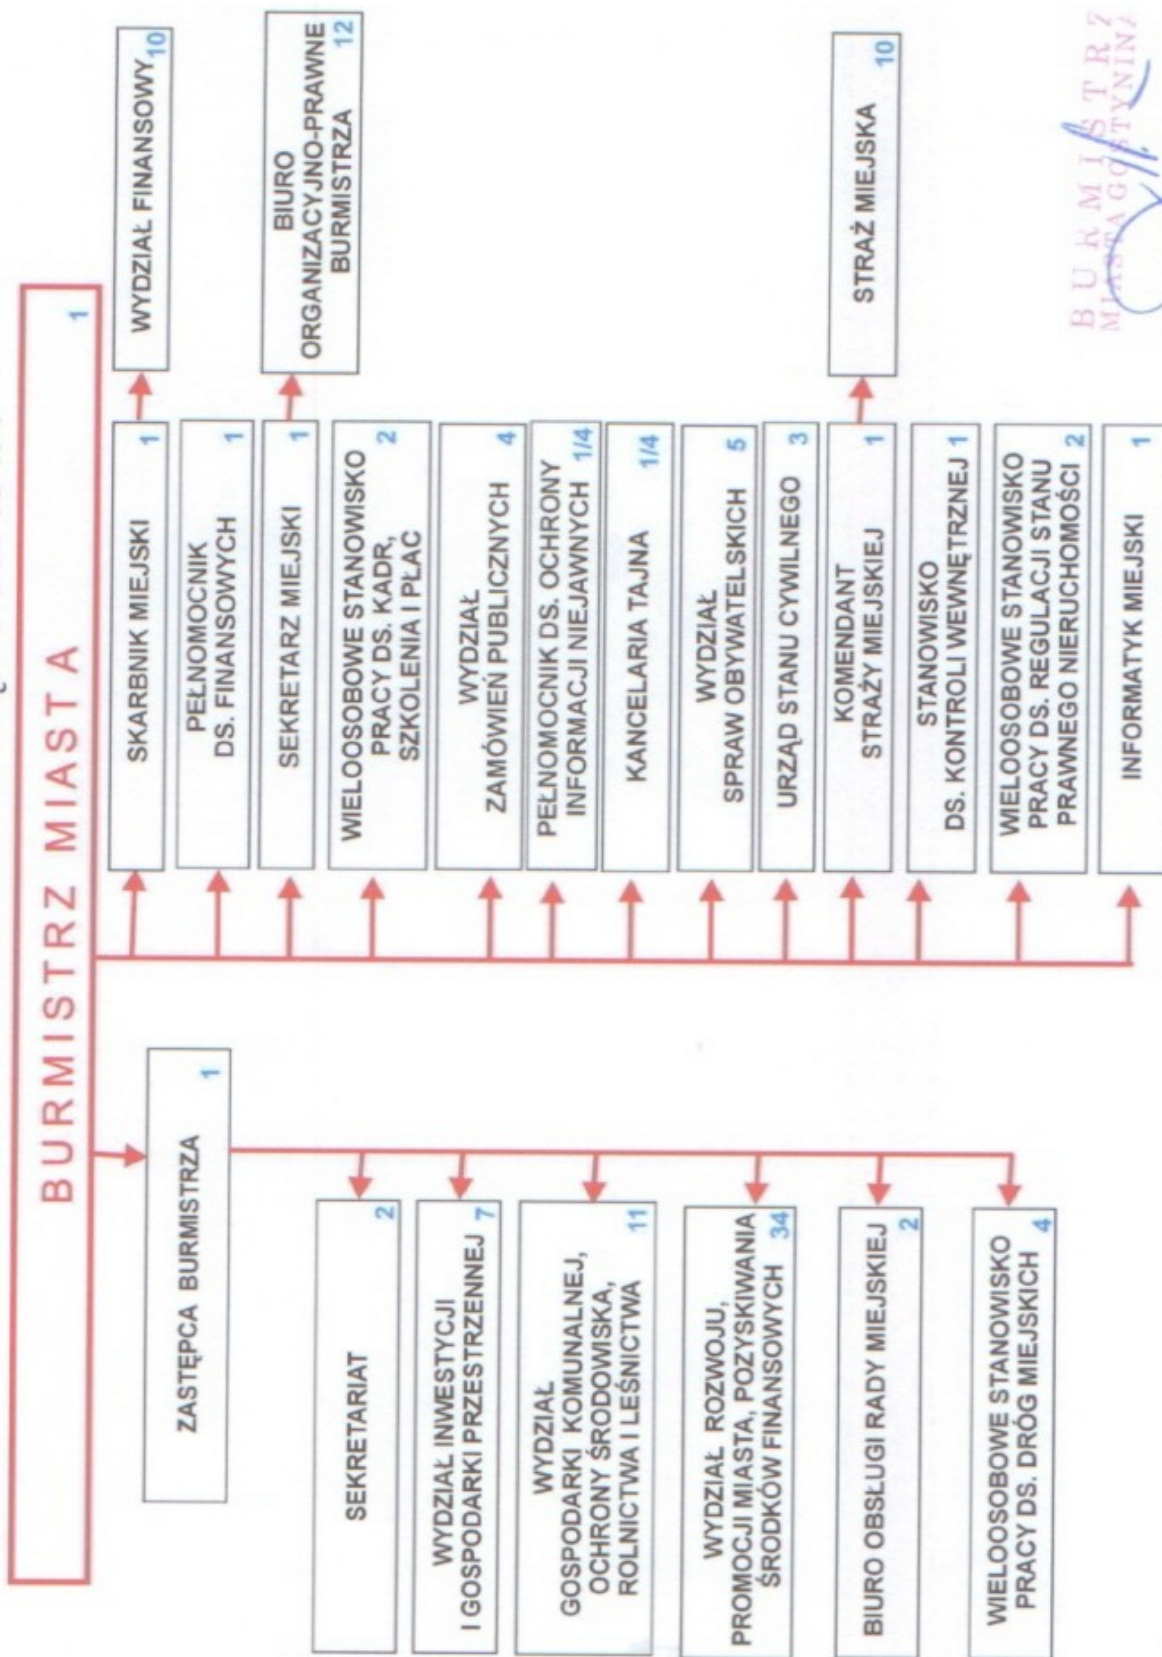 BURMISTRZ MIASTA
1
ZASTĘPCA BURMISTRZA
1
SEKRETARIAT
2
WYDZIAŁ INWESTYCJI
I GOSPODARKI PRZESTRZENNEJ
7
WYDZIAŁ
GOSPODARKI KOMUNALNEJ,
OCHRONY ŚRODOWISKA,
ROLNICTWA I LEŚNICTWA
11
WYDZIAŁ ROZWOJU,
PROMOCJI MIASTA, POZYSKIWANIA
ŚRODKÓW FINANSOWYCH
34
BIURO OBSŁUGI RADY MIEJSKIEJ
2
WIELOOSOBOWE STANOWISKO
PRACY DS. DRÓG MIEJSKICH
4
SKARBNIK MIEJSKI
1
WYDZIAŁ FINANSOWY
10
PEŁNOMOCNIK
DS. FINANSOWYCH
1
SEKRETARZ MIEJSKI
1
BIURO
ORGANIZACYJNO-PRAWNE
BURMISTRZA
12
WIELOOSOBOWE STANOWISKO
PRACY DS. KADR,
SZKOLENIA I PŁAC
2
WYDZIAŁ
ZAMÓWIEŃ PUBLICZNYCH
4
PEŁNOMOCNIK DS. OCHRONY
INFORMACJI NIEJAWNYCH
1/4
KANCELARIA TAJNA
1/4
WYDZIAŁ
SPRAW OBYWATELSKICH
5
URZĄD STANU CYWILNEGO
3
KOMENDANT
STRAŻY MIEJSKIEJ
1
STRAŻ MIEJSKA
10
STANOWISKO
DS. KONTROLI WEWNĘTRZNEJ
1
WIELOOSOBOWE STANOWISKO
PRACY DS. REGULACJI STANU
PRAWNEGO NIERUCHOMOŚCI
2
INFORMATYK MIEJSKI
1
BURMISTRZ
MIASTA GOSTYNINA